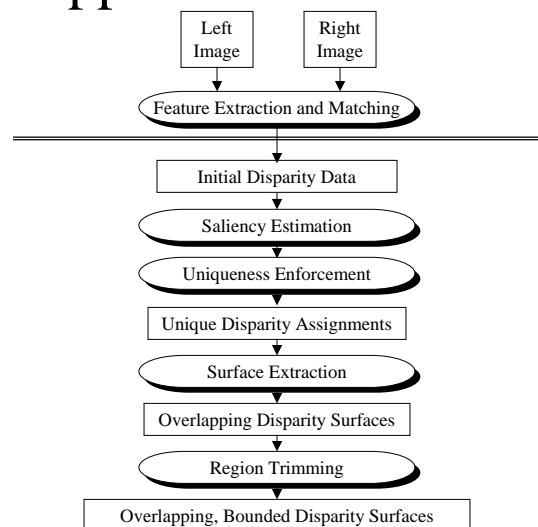 Left Image
Right Image
Feature Extraction and Matching
Initial Disparity Data
Saliency Estimation
Uniqueness Enforcement
Unique Disparity Assignments
Surface Extraction
Overlapping Disparity Surfaces
Region Trimming
Overlapping, Bounded Disparity Surfaces